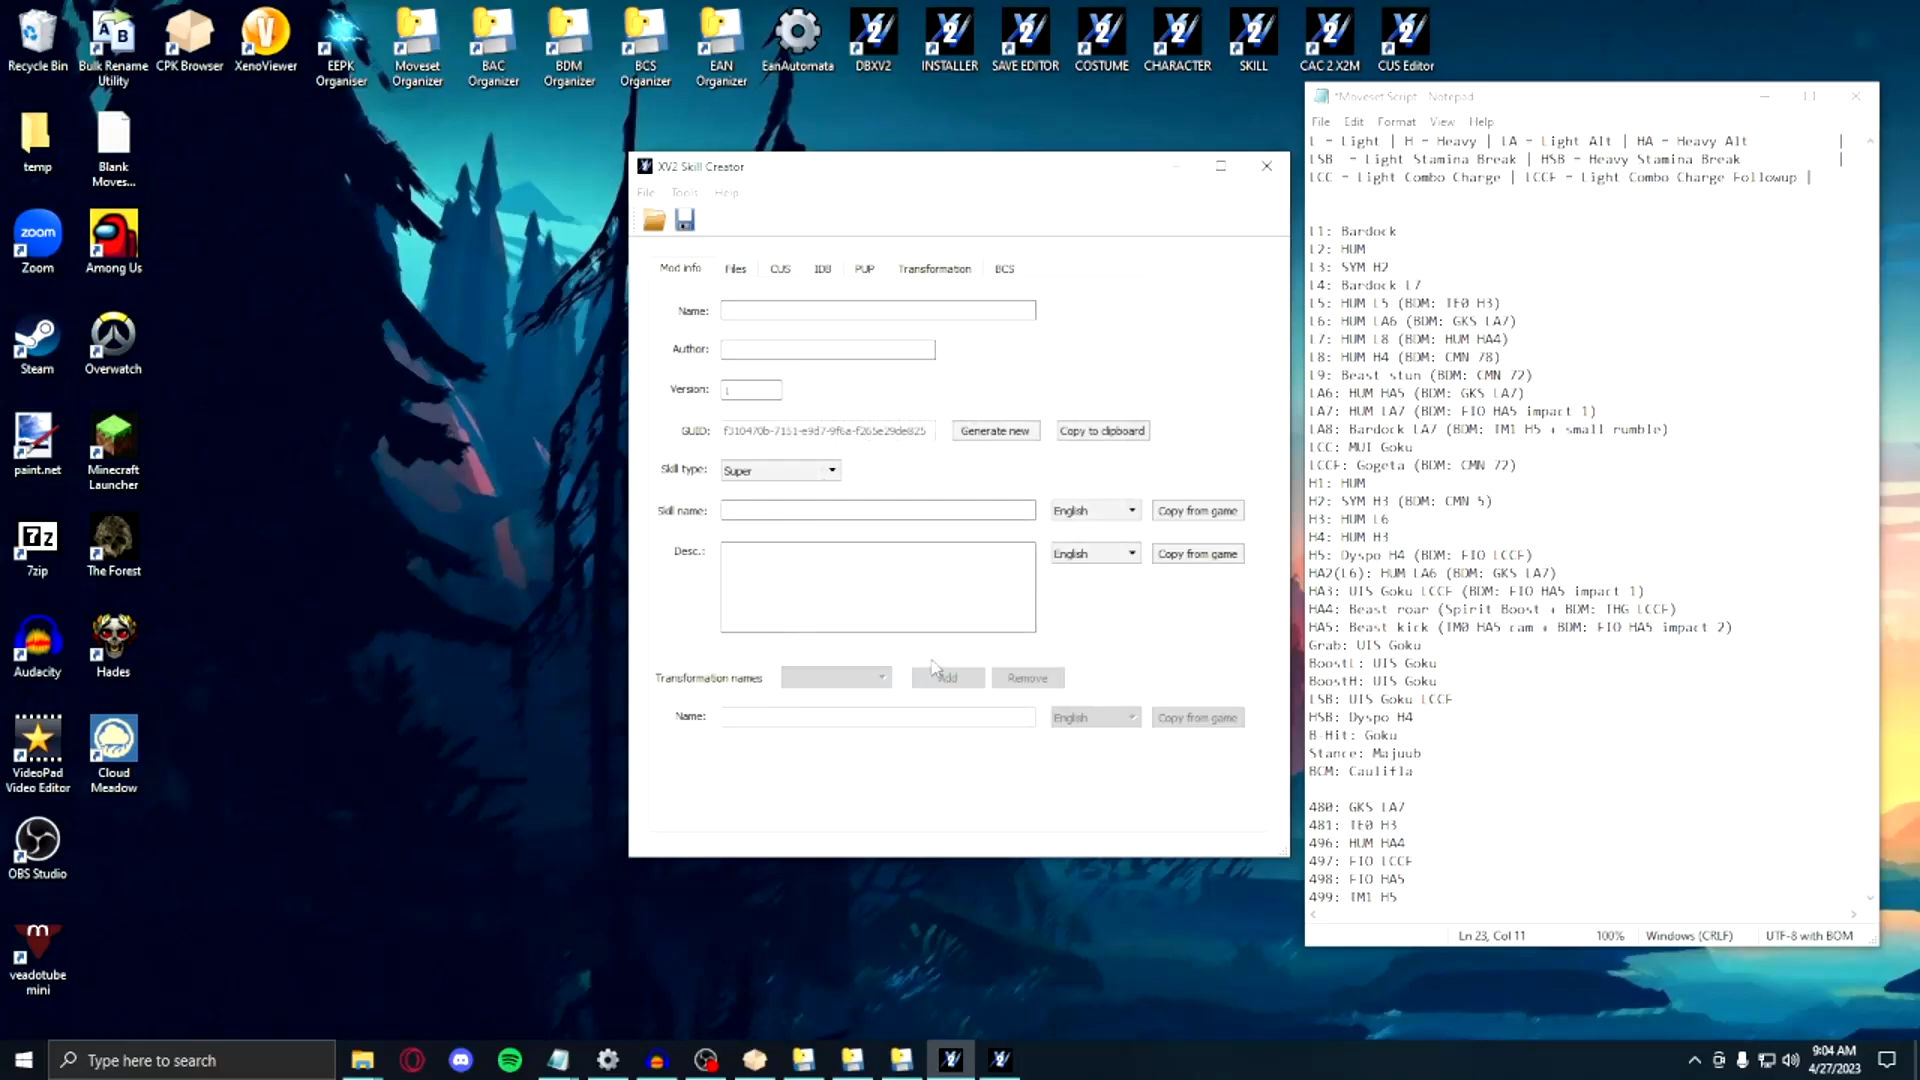 Recycle Bin
Bulk Rename Utility
CPK Browser
XenoViewer
EEPK Organiser
Moveset Organizer
BAC Organizer
BDM Organizer
BCS Organizer
EAN Organizer
EanAutomata
DBXV2
INSTALLER
SAVE EDITOR
COSTUME
CHARACTER
SKILL
CAC 2 X2M
CUS Editor
temp
Blank Moves...
Zoom
Among Us
Steam
Overwatch
paint.net
Minecraft Launcher
7zip
The Forest
Audacity
Hades
VideoPad Video Editor
Cloud Meadow
OBS Studio
veadotube mini
XV2 Skill Creator
File Tools Help
Mod info Files CUS IDB PUP Transformation BCS
Name:
Author:
Version: 1
GUID: f310470b-7151-e9d7-9f6a-f265e29de825 Generate new Copy to clipboard
Skill type: Super
Skill name: English Copy from game
Desc.: English Copy from game
Transformation names Add Remove
Name: English Copy from game
*Moveset Script - Notepad
File Edit Format View Help
L - Light | H - Heavy | LA - Light Alt | HA - Heavy Alt |
LSB - Light Stamina Break | HSB - Heavy Stamina Break |
LCC - Light Combo Charge | LCCF - Light Combo Charge Followup |
L1: Bardock
L2: HUM
L3: SYM H2
L4: Bardock L7
L5: HUM L5 (BDM: TE0 H3)
L6: HUM LA6 (BDM: GKS LA7)
L7: HUM L8 (BDM: HUM HA4)
L8: HUM H4 (BDM: CMN 78)
L9: Beast stun (BDM: CMN 72)
LA6: HUM HA5 (BDM: GKS LA7)
LA7: HUM LA7 (BDM: FIO HA5 impact 1)
LA8: Bardock LA7 (BDM: TM1 H5 + small rumble)
LCC: MUI Goku
LCCF: Gogeta (BDM: CMN 72)
H1: HUM
H2: SYM H3 (BDM: CMN 5)
H3: HUM L6
H4: HUM H3
H5: Dyspo H4 (BDM: FIO LCCF)
HA2(L6): HUM LA6 (BDM: GKS LA7)
HA3: UIS Goku LCCF (BDM: FIO HA5 impact 1)
HA4: Beast roar (Spirit Boost + BDM: THG LCCF)
HA5: Beast kick (TM0 HA5 cam + BDM: FIO HA5 impact 2)
Grab: UIS Goku
BoostL: UIS Goku
BoostH: UIS Goku
LSB: UIS Goku LCCF
HSB: Dyspo H4
B-Hit: Goku
Stance: Majuub
BCM: Caulifla
480: GKS LA7
481: TE0 H3
496: HUM HA4
497: FIO LCCF
498: FIO HA5
499: TM1 H5
Ln 23, Col 11 100% Windows (CRLF) UTF-8 with BOM
Type here to search
9:04 AM
4/27/2023